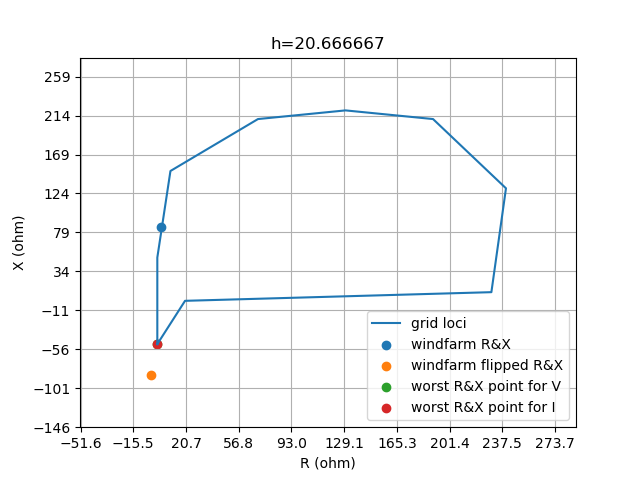 h=20.666667
259
214
169
124
79
34
−11
−56
−101
−146
X (ohm)
grid loci
windfarm R&X
windfarm flipped R&X
worst R&X point for V
worst R&X point for I
−51.6 −15.5 20.7 56.8 93.0 129.1 165.3 201.4 237.5 273.7
R (ohm)